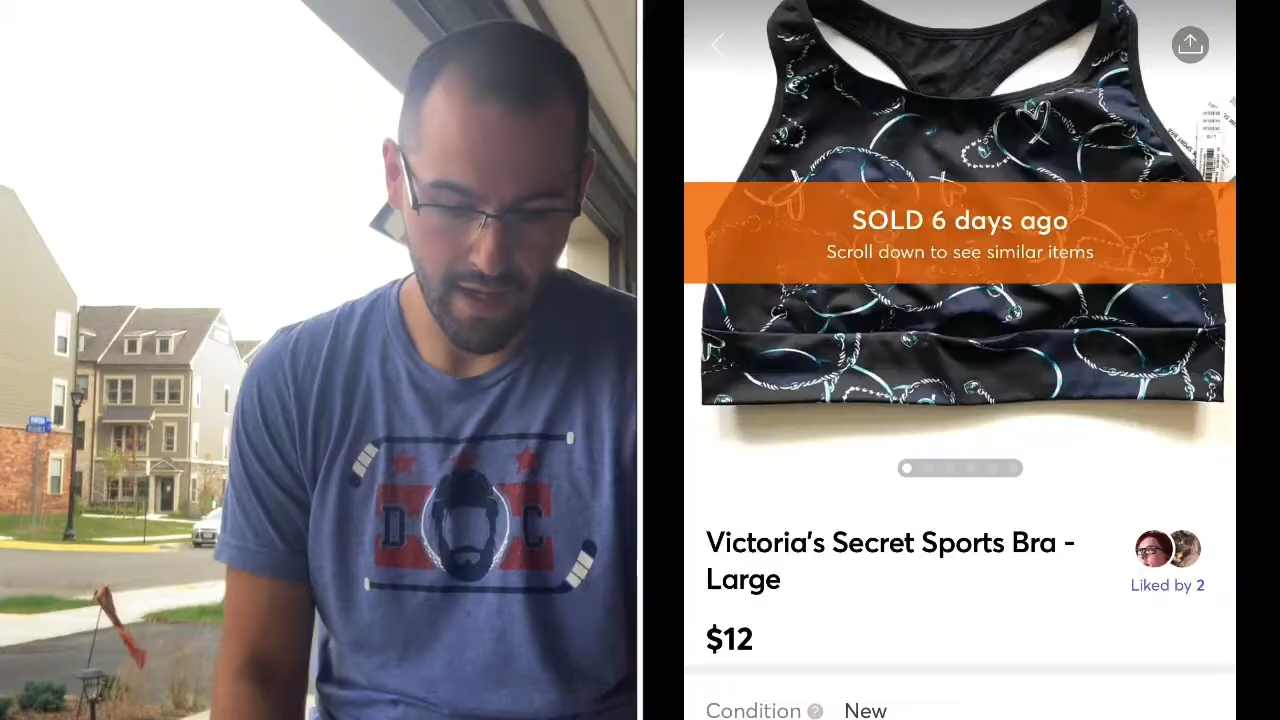 D C
SOLD 6 days ago
Scroll down to see similar items
Victoria's Secret Sports Bra -
Large
Liked by 2
$12
Condition ? New